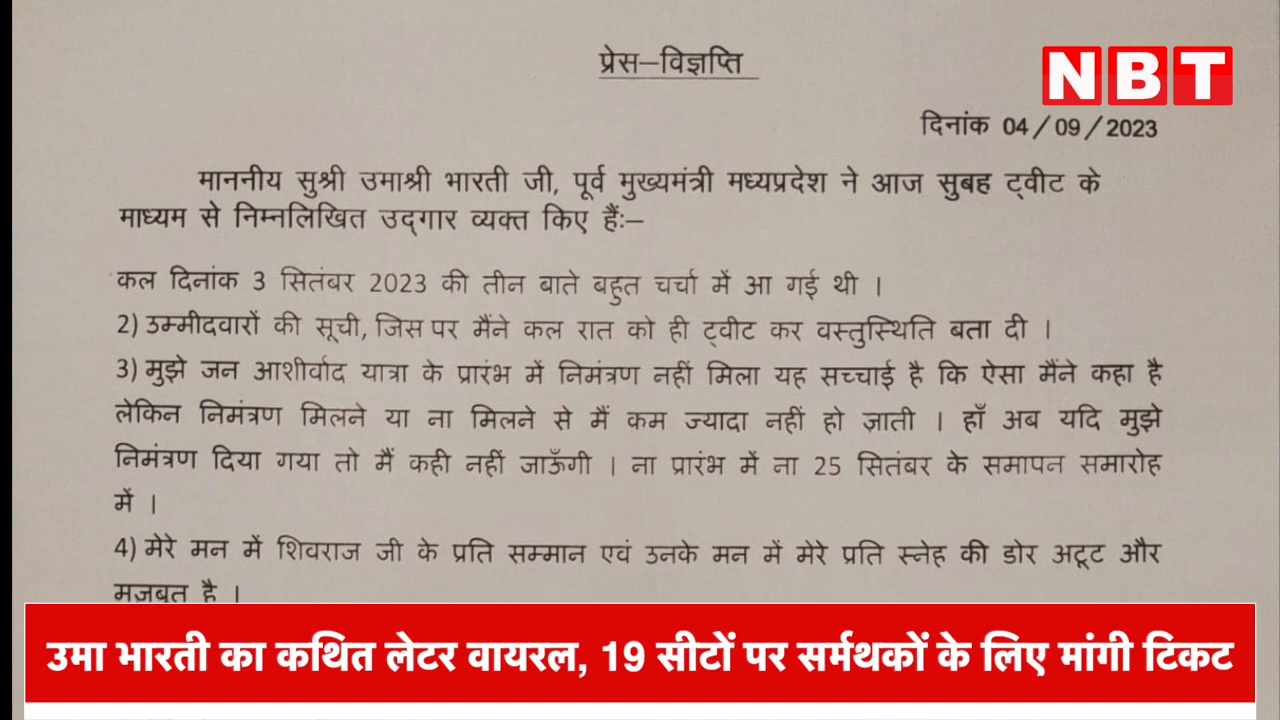 प्रेस–विज्ञप्ति
NBT
दिनांक 04/09/2023
माननीय सुश्री उमाश्री भारती जी, पूर्व मुख्यमंत्री मध्यप्रदेश ने आज सुबह ट्वीट के
माध्यम से निम्नलिखित उद्गार व्यक्त किए हैंः–
कल दिनांक 3 सितंबर 2023 की तीन बाते बहुत चर्चा में आ गई थी ।
2) उम्मीदवारों की सूची, जिस पर मैंने कल रात को ही ट्वीट कर वस्तुस्थिति बता दी ।
3) मुझे जन आशीर्वाद यात्रा के प्रारंभ में निमंत्रण नहीं मिला यह सच्चाई है कि ऐसा मैंने कहा है
लेकिन निमंत्रण मिलने या ना मिलने से मैं कम ज्यादा नहीं हो ज़ाती । हाँ अब यदि मुझे
निमंत्रण दिया गया तो मैं कही नहीं जाऊँगी । ना प्रारंभ में ना 25 सितंबर के समापन समारोह
में ।
4) मेरे मन में शिवराज जी के प्रति सम्मान एवं उनके मन में मेरे प्रति स्नेह की डोर अटूट और
मज़बूत है ।
उमा भारती का कथित लेटर वायरल, 19 सीटों पर सर्मथकों के लिए मांगी टिकट